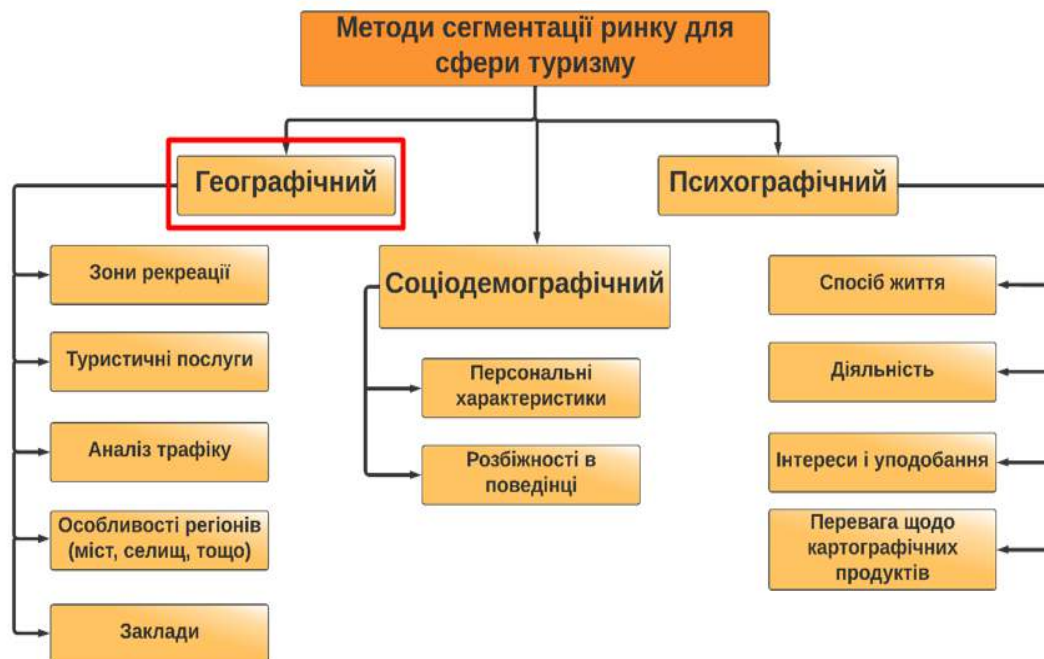 Методи сегментації ринку для
сфери туризму
Географічний
Психографічний
Зони рекреації
Туристичні послуги
Аналіз трафіку
Особливості регіонів
(міст, селищ, тощо)
Заклади
Соціодемографічний
Персональні
характеристики
Розбіжності в
поведінці
Спосіб життя
Діяльність
Інтереси і уподобання
Перевага щодо
картографічних
продуктів